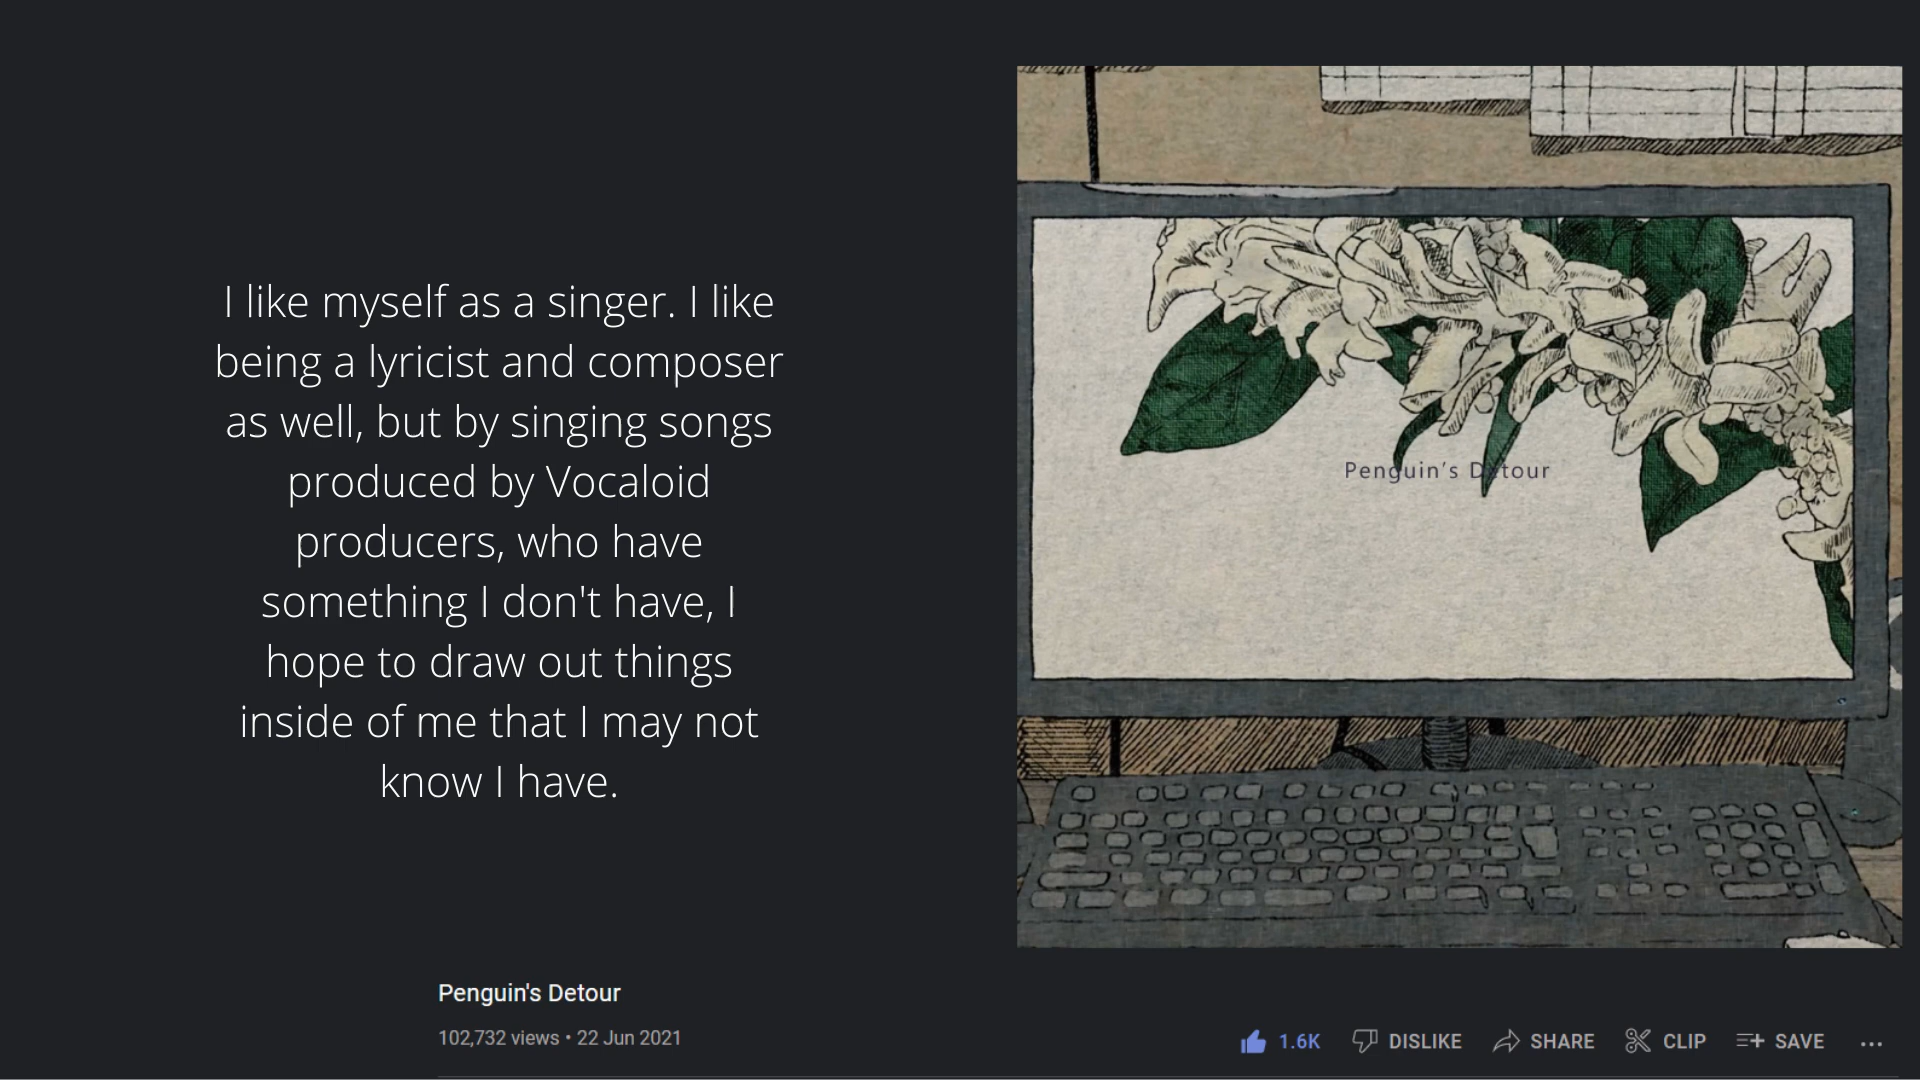 I like myself as a singer. I like
being a lyricist and composer
as well, but by singing songs
produced by Vocaloid
producers, who have
something I don't have, I
hope to draw out things
inside of me that I may not
know I have.
Penguin's Detour
Penguin's Detour
102,732 views • 22 Jun 2021
1.6K DISLIKE SHARE CLIP SAVE ...